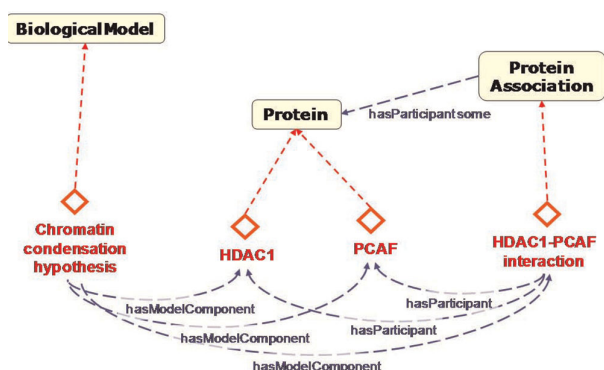 Biological Model
Protein
Association
Protein
hasParticipant some
Chromatin
condensation
hypothesis
HDAC1
PCAF
HDAC1-PCAF
interaction
hasModelComponent
hasParticipant
hasModelComponent
hasParticipant
hasModelComponent